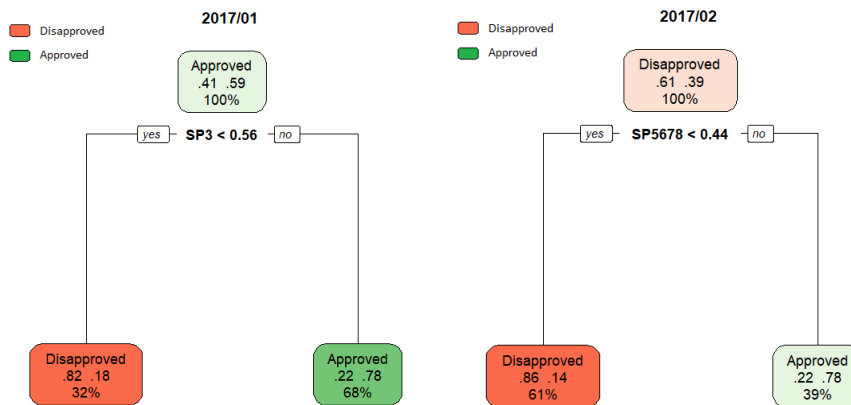 2017/01
Disapproved
Approved
Approved
.41 .59
100%
yes SP3 < 0.56 no
Disapproved
.82 .18
32%
Approved
.22 .78
68%
2017/02
Disapproved
Approved
Disapproved
.61 .39
100%
yes SP5678 < 0.44 no
Disapproved
.86 .14
61%
Approved
.22 .78
39%